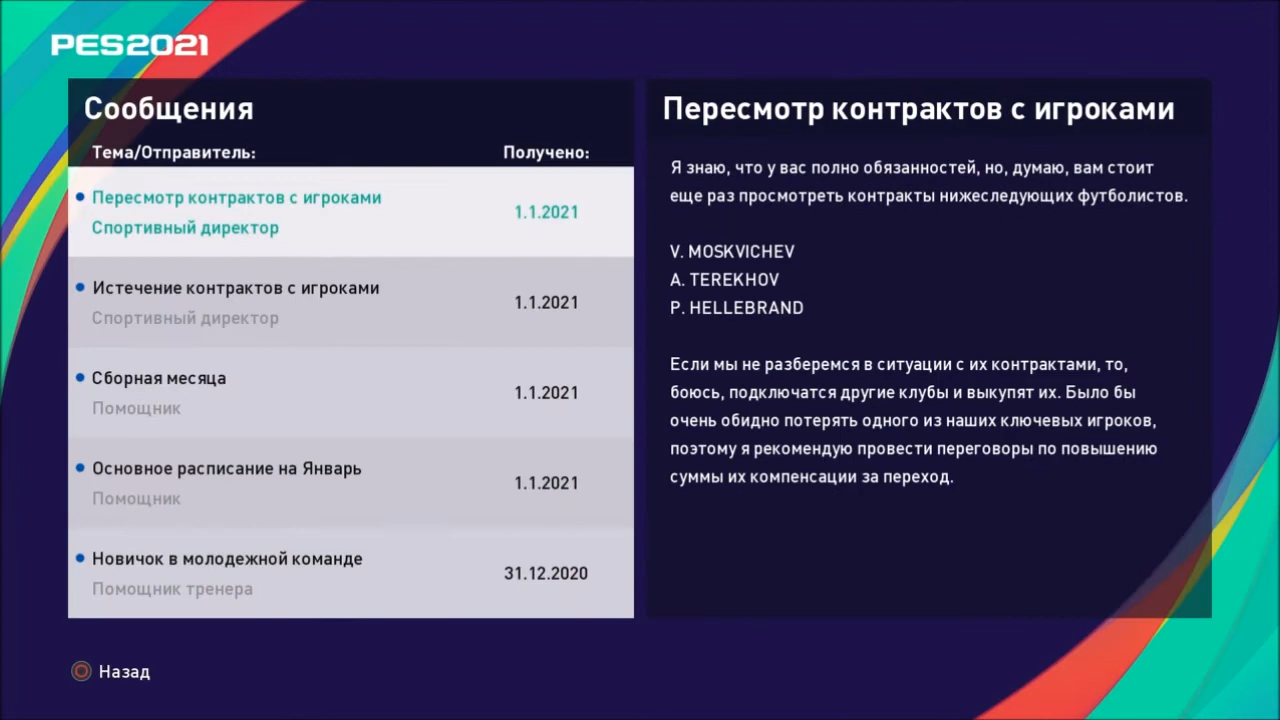 PES2021
Сообщения
Тема/Отправитель: Получено:
Пересмотр контрактов с игроками
Спортивный директор
1.1.2021
Истечение контрактов с игроками
Спортивный директор
1.1.2021
Сборная месяца
Помощник
1.1.2021
Основное расписание на Январь
Помощник
1.1.2021
Новичок в молодежной команде
Помощник тренера
31.12.2020
Пересмотр контрактов с игроками
Я знаю, что у вас полно обязанностей, но, думаю, вам стоит
еще раз просмотреть контракты нижеследующих футболистов.
V. MOSKVICHEV
A. TEREKHOV
P. HELLEBRAND
Если мы не разберемся в ситуации с их контрактами, то,
боюсь, подключатся другие клубы и выкупят их. Было бы
очень обидно потерять одного из наших ключевых игроков,
поэтому я рекомендую провести переговоры по повышению
суммы их компенсации за переход.
Назад